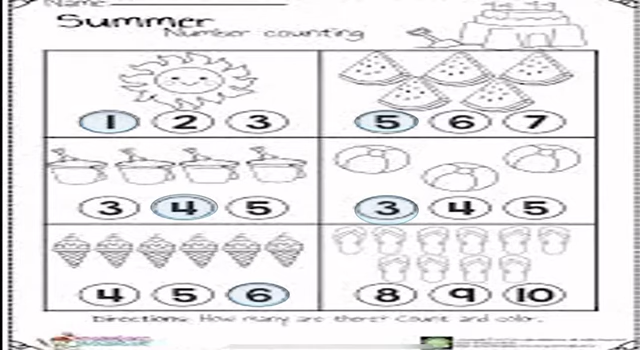 Name
Summer
Number counting
1 2 3
5 6 7
3 4 5
3 4 5
4 5 6
8 9 10
Directions: How many are there? Count and color.